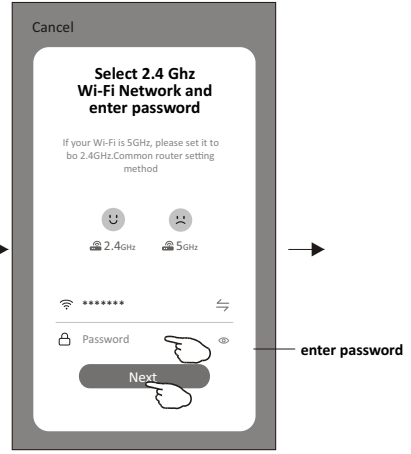 Cancel
Select 2.4 Ghz
Wi-Fi Network and
enter password
If your Wi-Fi is 5GHz, please set it to
bo 2.4GHz.Common router setting
method
2.4GHz 5GHz
*******
Password
enter password
Next